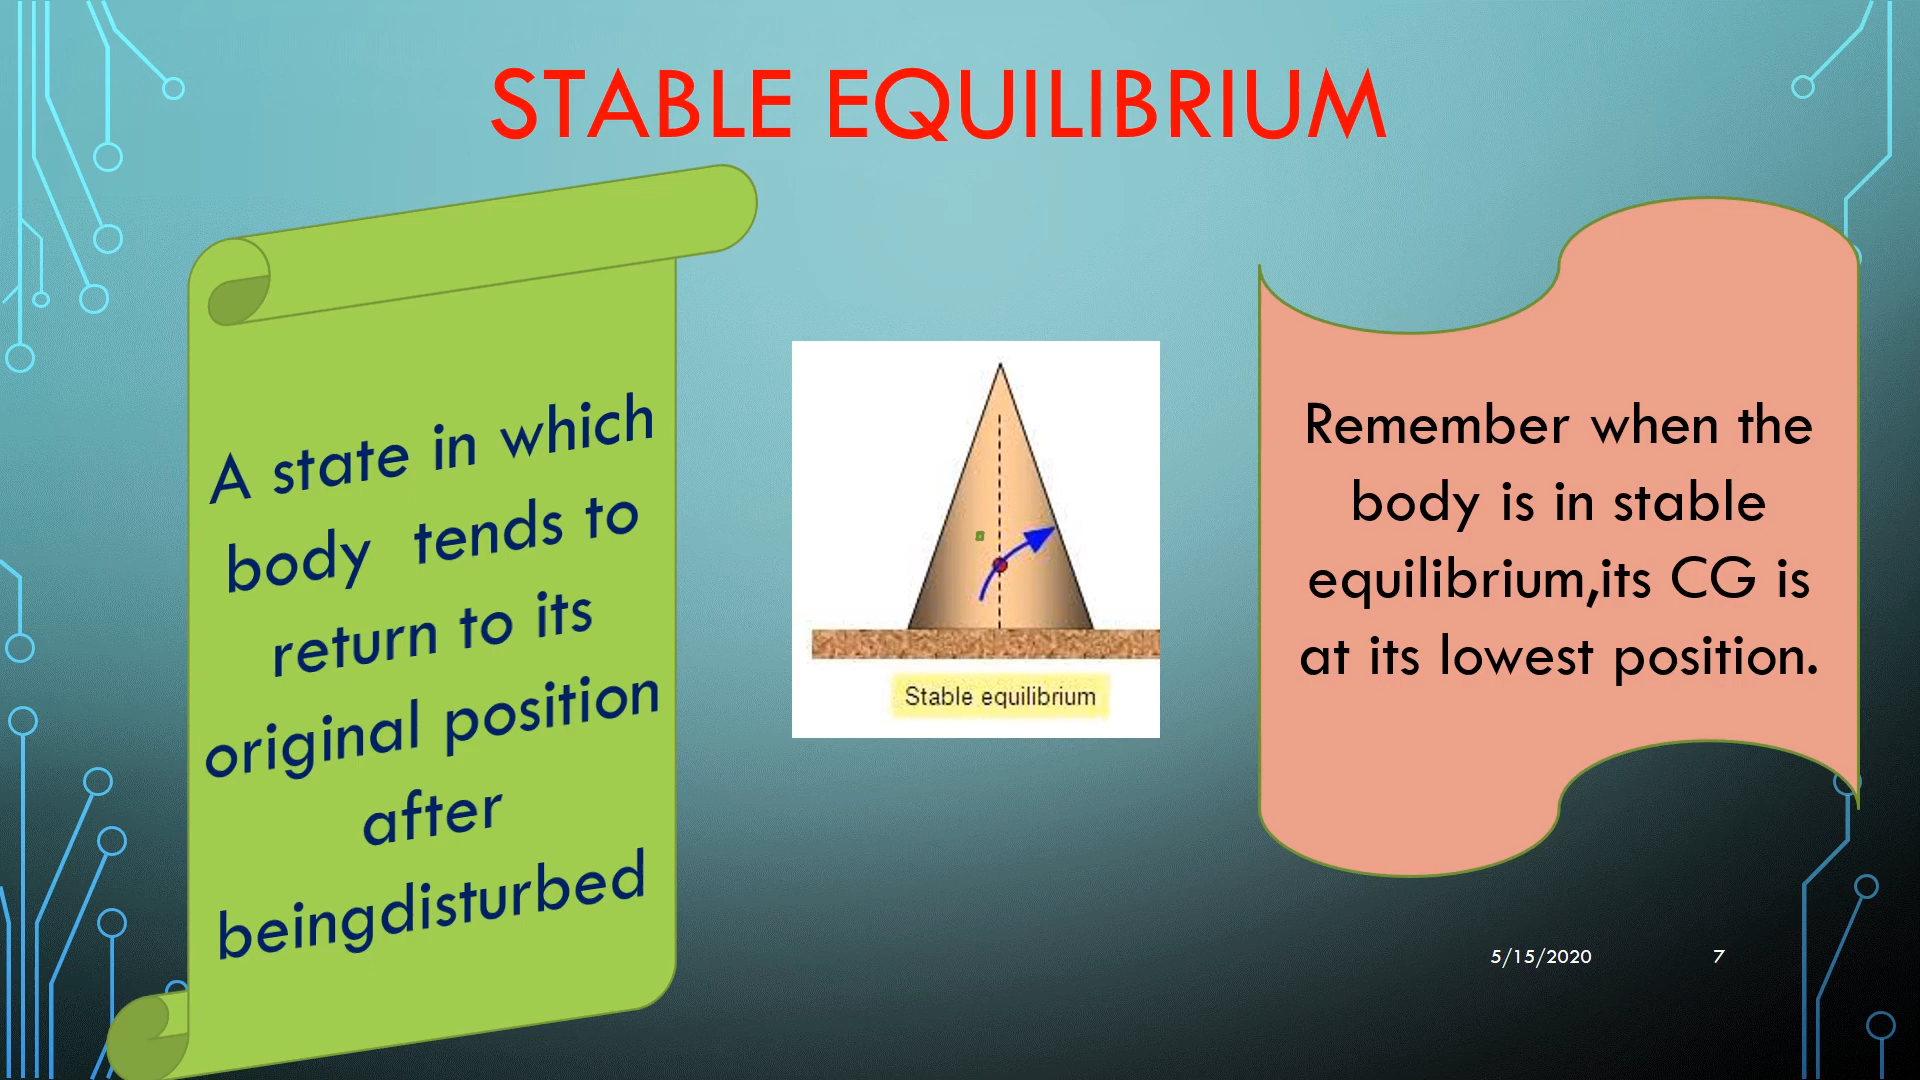 STABLE EQUILIBRIUM
A state in which
body tends to
return to its
original position
after
beingdisturbed
Stable equilibrium
Remember when the
body is in stable
equilibrium,its CG is
at its lowest position.
5/15/2020 7